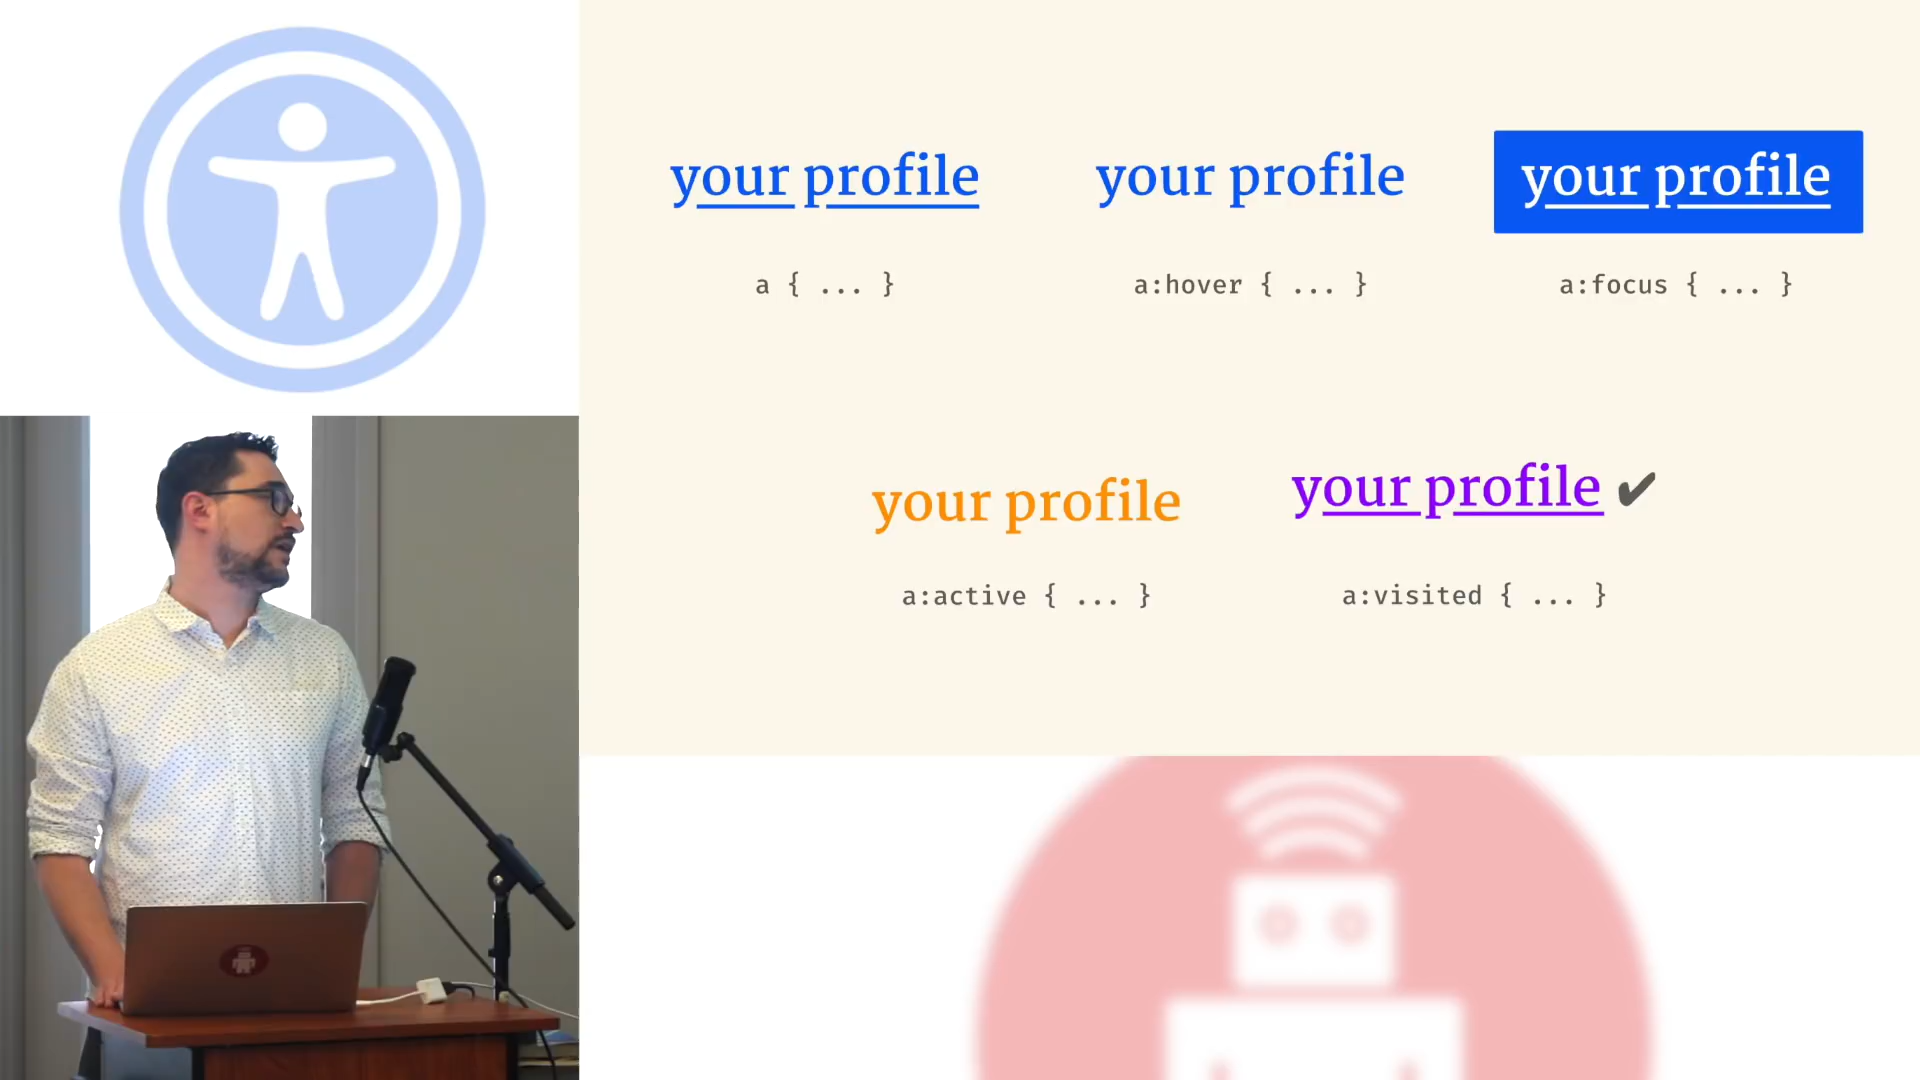 your profile
your profile
your profile
a { ... }
a:hover { ... }
a:focus { ... }
your profile
your profile ✔
a:active { ... }
a:visited { ... }